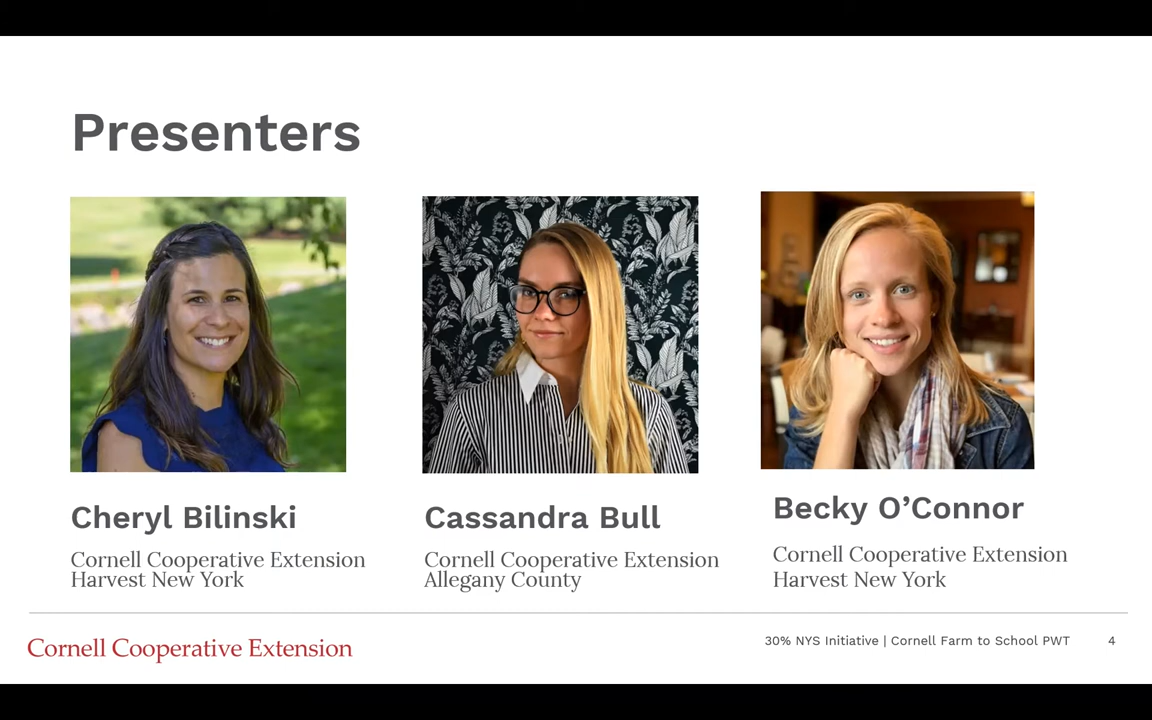 Presenters
Cheryl Bilinski
Cornell Cooperative Extension
Harvest New York
Cassandra Bull
Cornell Cooperative Extension
Allegany County
Becky O’Connor
Cornell Cooperative Extension
Harvest New York
Cornell Cooperative Extension
30% NYS Initiative | Cornell Farm to School PWT
4